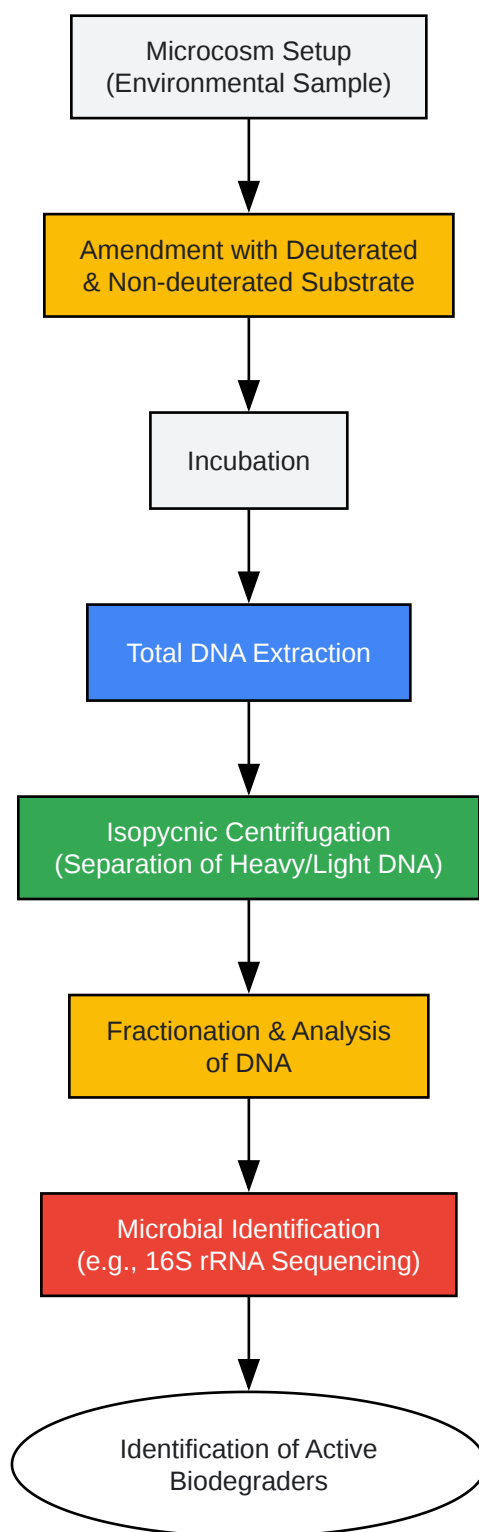 Microcosm Setup
(Environmental Sample)
Amendment with Deuterated
& Non-deuterated Substrate
Incubation
Total DNA Extraction
Isopycnic Centrifugation
(Separation of Heavy/Light DNA)
Fractionation & Analysis
of DNA
Microbial Identification
(e.g., 16S rRNA Sequencing)
Identification of Active
Biodegraders